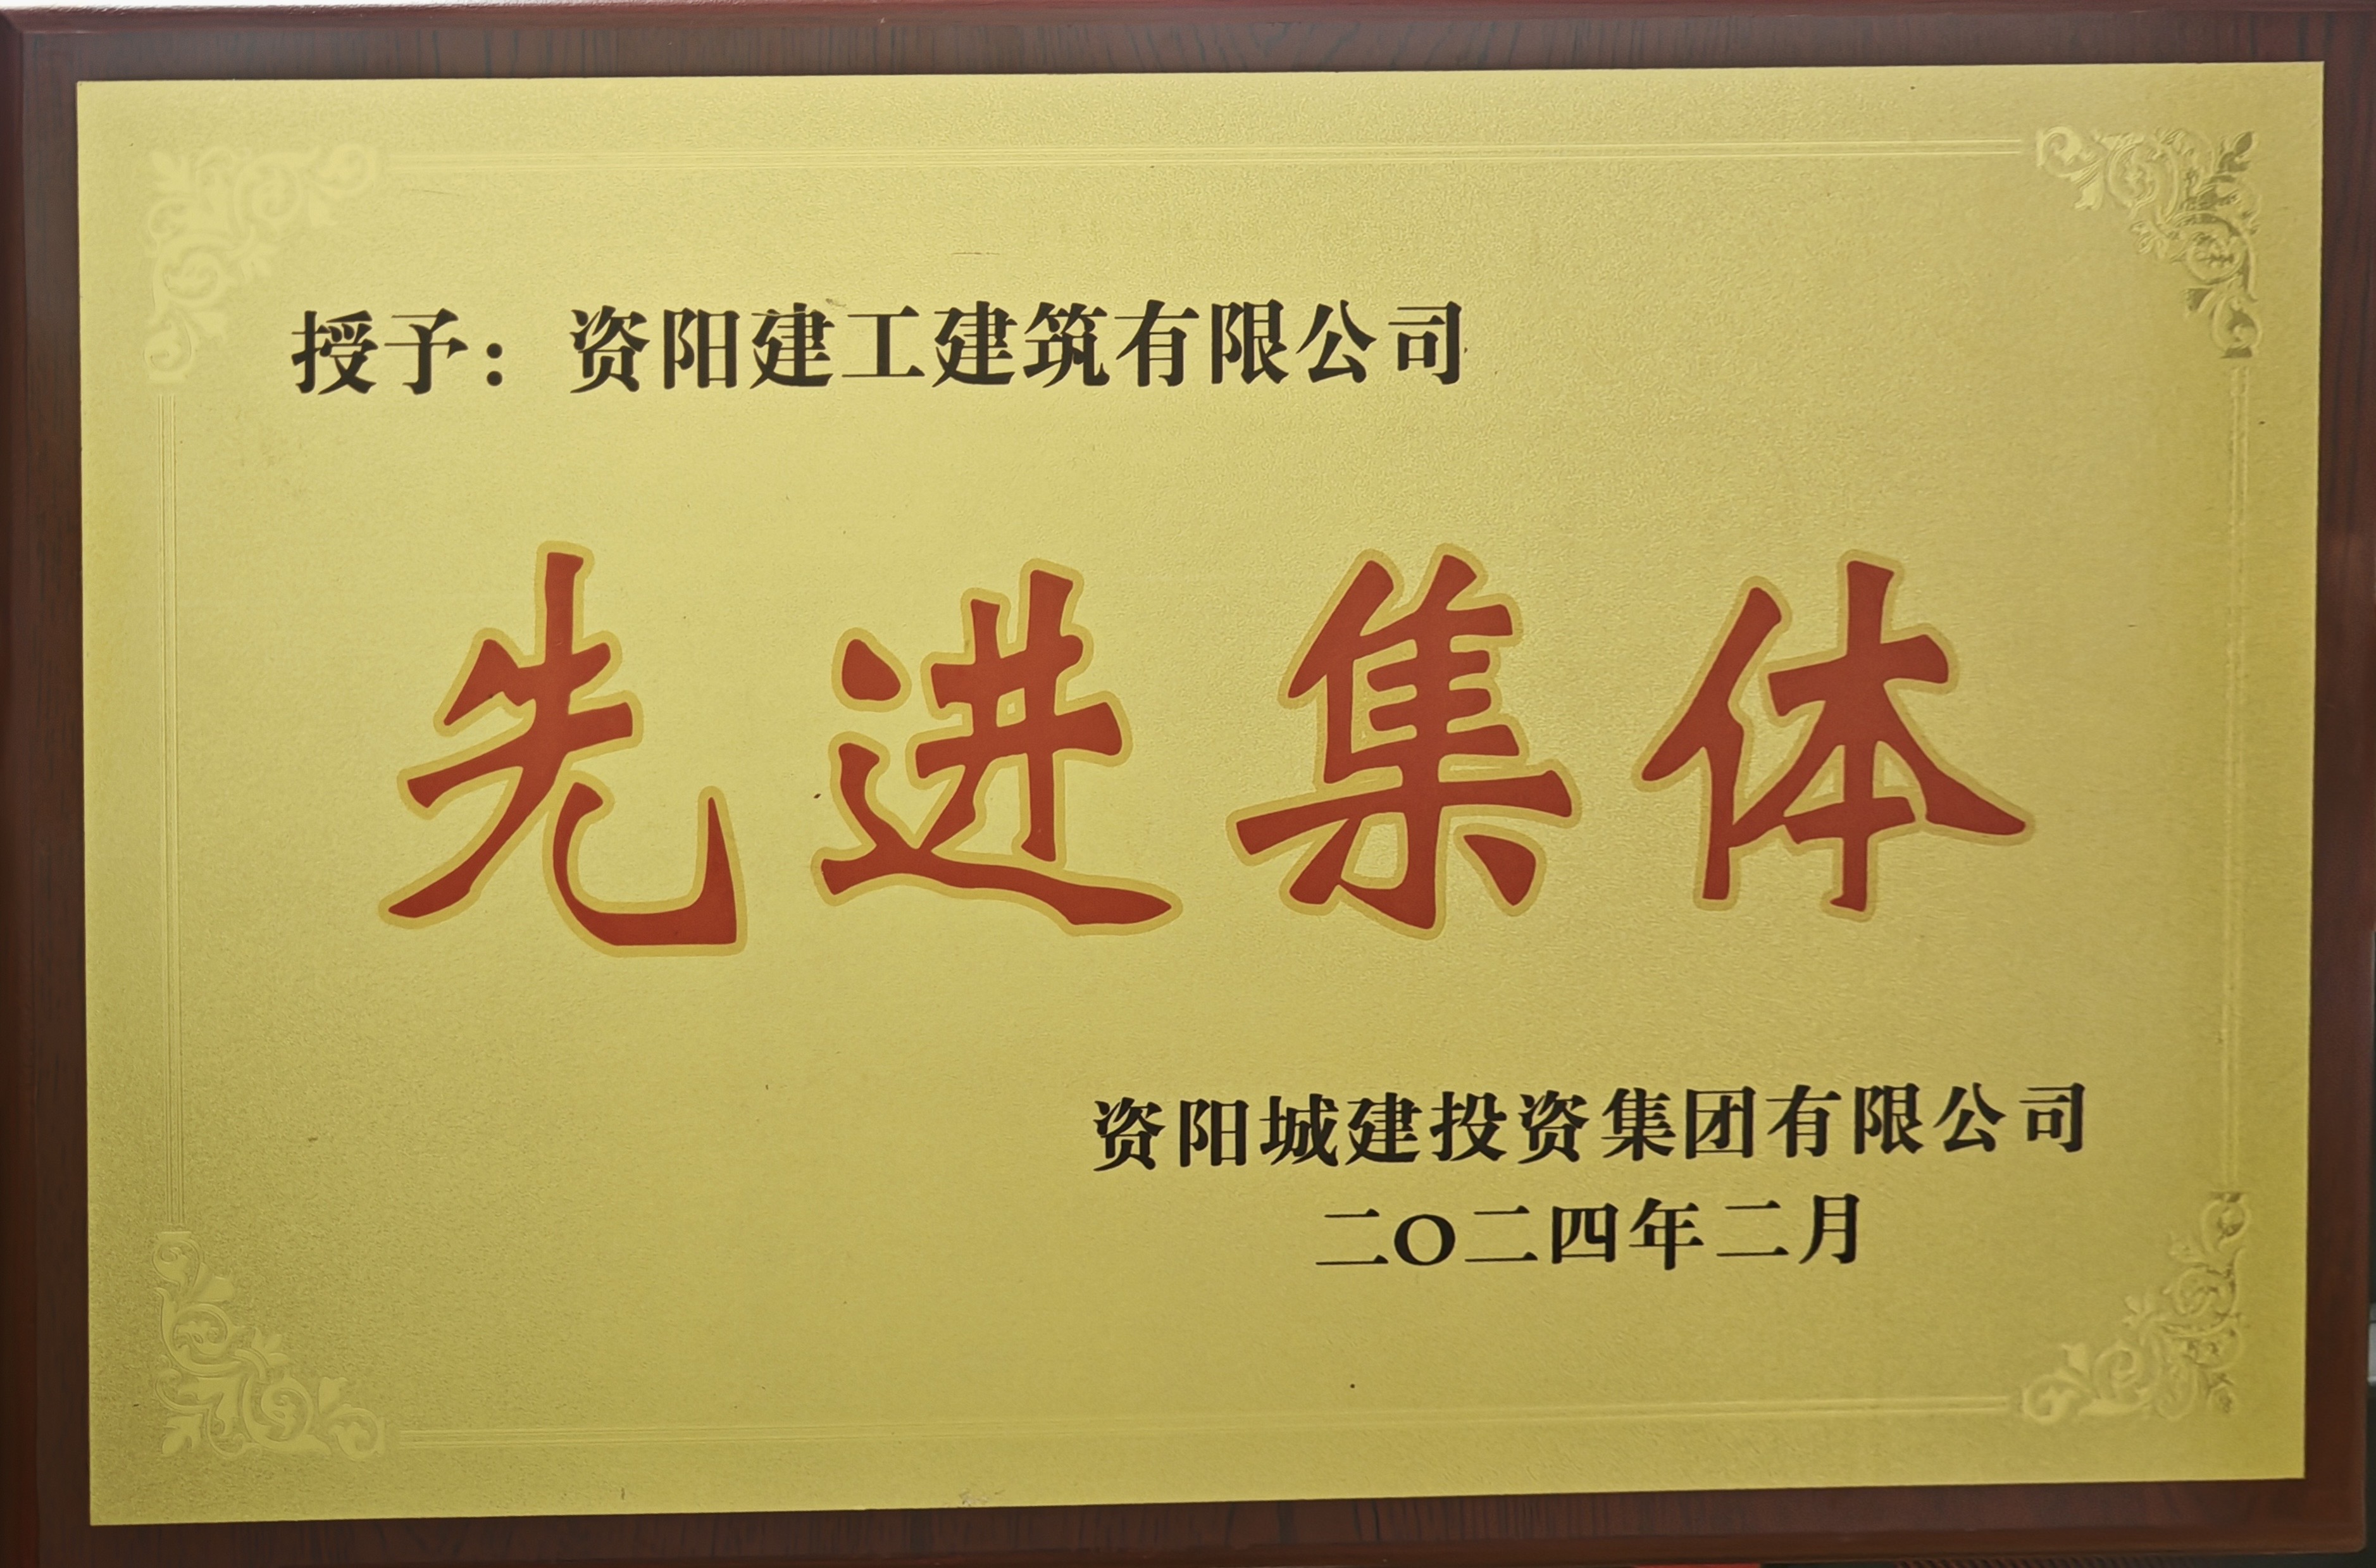 授予：资阳建工建筑有限公司
先进集体
资阳城建投资集团有限公司
二〇二四年二月